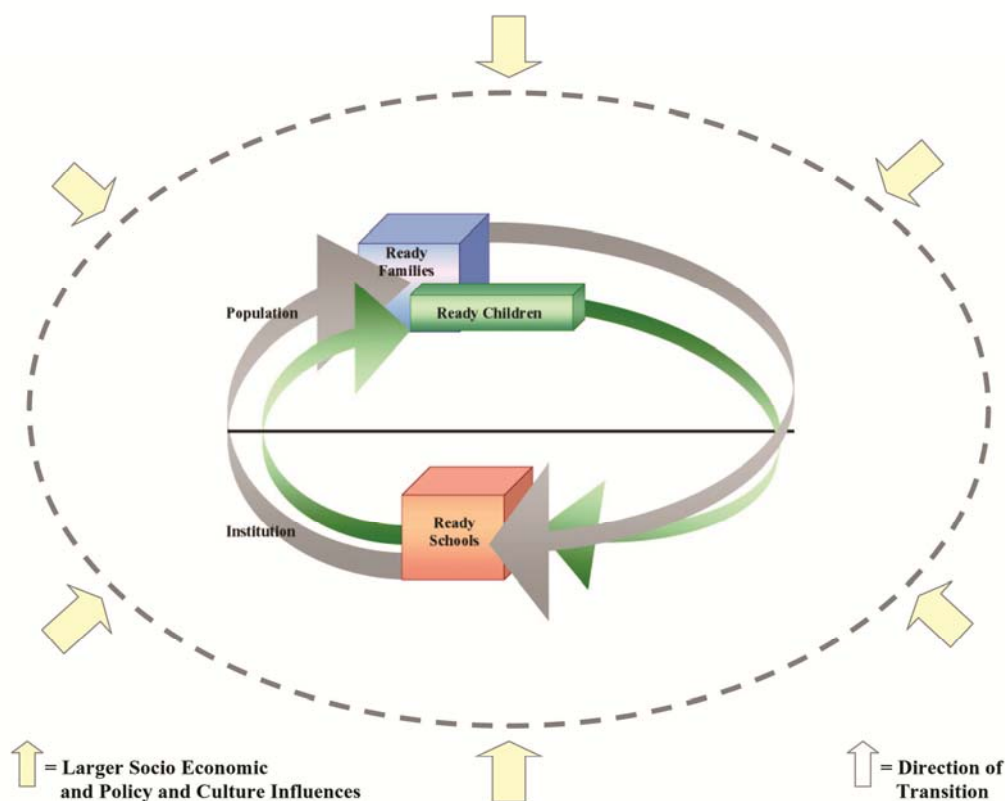 Ready
Families
Ready Children
Population
Institution
Ready
Schools
= Larger Socio Economic
and Policy and Culture Influences
= Direction of
Transition